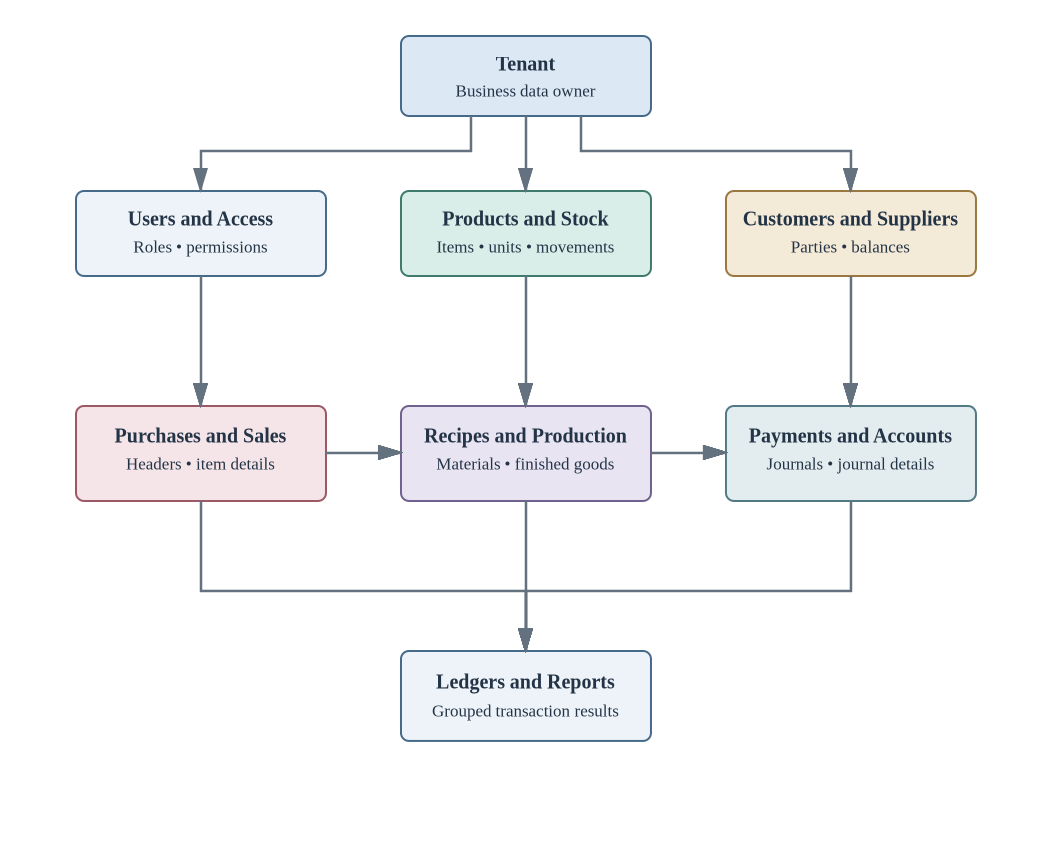 Tenant
Business data owner
Users and Access
Roles • permissions
Products and Stock
Items • units • movements
Customers and Suppliers
Parties • balances
Purchases and Sales
Headers • item details
Recipes and Production
Materials • finished goods
Payments and Accounts
Journals • journal details
Ledgers and Reports
Grouped transaction results